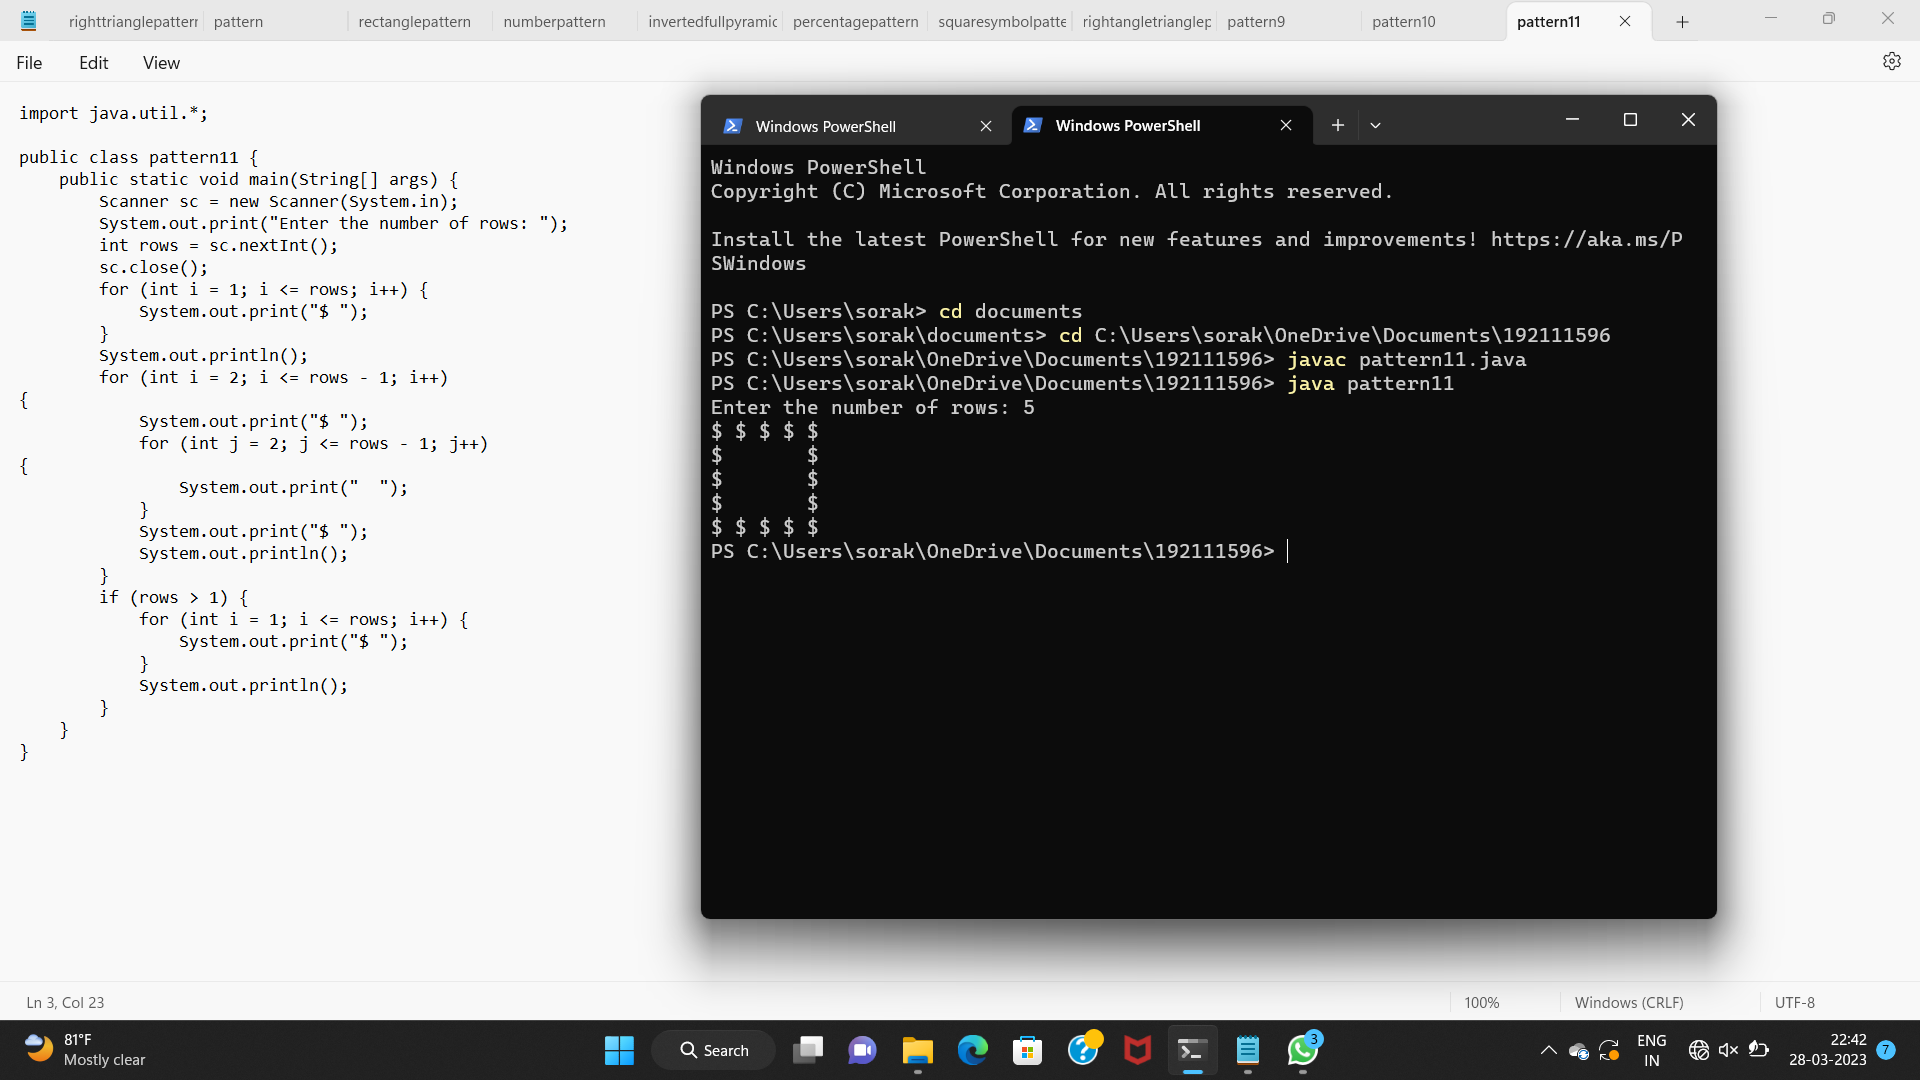 righttrianglepattern pattern rectanglepattern numberpattern invertedfullpyramid percentagepattern squaresymbolpatte rightangletrianglep pattern9 pattern10 pattern11
File Edit View
import java.util.*;
public class pattern11 {
    public static void main(String[] args) {
        Scanner sc = new Scanner(System.in);
        System.out.print("Enter the number of rows: ");
        int rows = sc.nextInt();
        sc.close();
        for (int i = 1; i <= rows; i++) {
            System.out.print("$ ");
        }
        System.out.println();
        for (int i = 2; i <= rows - 1; i++)
{
            System.out.print("$ ");
            for (int j = 2; j <= rows - 1; j++)
{
                System.out.print("  ");
            }
            System.out.print("$ ");
            System.out.println();
        }
        if (rows > 1) {
            for (int i = 1; i <= rows; i++) {
                System.out.print("$ ");
            }
            System.out.println();
        }
    }
}
Windows PowerShell Windows PowerShell
Windows PowerShell
Copyright (C) Microsoft Corporation. All rights reserved.
Install the latest PowerShell for new features and improvements! https://aka.ms/P
SWindows
PS C:\Users\sorak> cd documents
PS C:\Users\sorak\documents> cd C:\Users\sorak\OneDrive\Documents\192111596
PS C:\Users\sorak\OneDrive\Documents\192111596> javac pattern11.java
PS C:\Users\sorak\OneDrive\Documents\192111596> java pattern11
Enter the number of rows: 5
$ $ $ $ $
$       $
$       $
$       $
$ $ $ $ $
PS C:\Users\sorak\OneDrive\Documents\192111596>
Ln 3, Col 23 100% Windows (CRLF) UTF-8
81°F
Mostly clear
Search
3
ENG
IN
22:42
28-03-2023
7